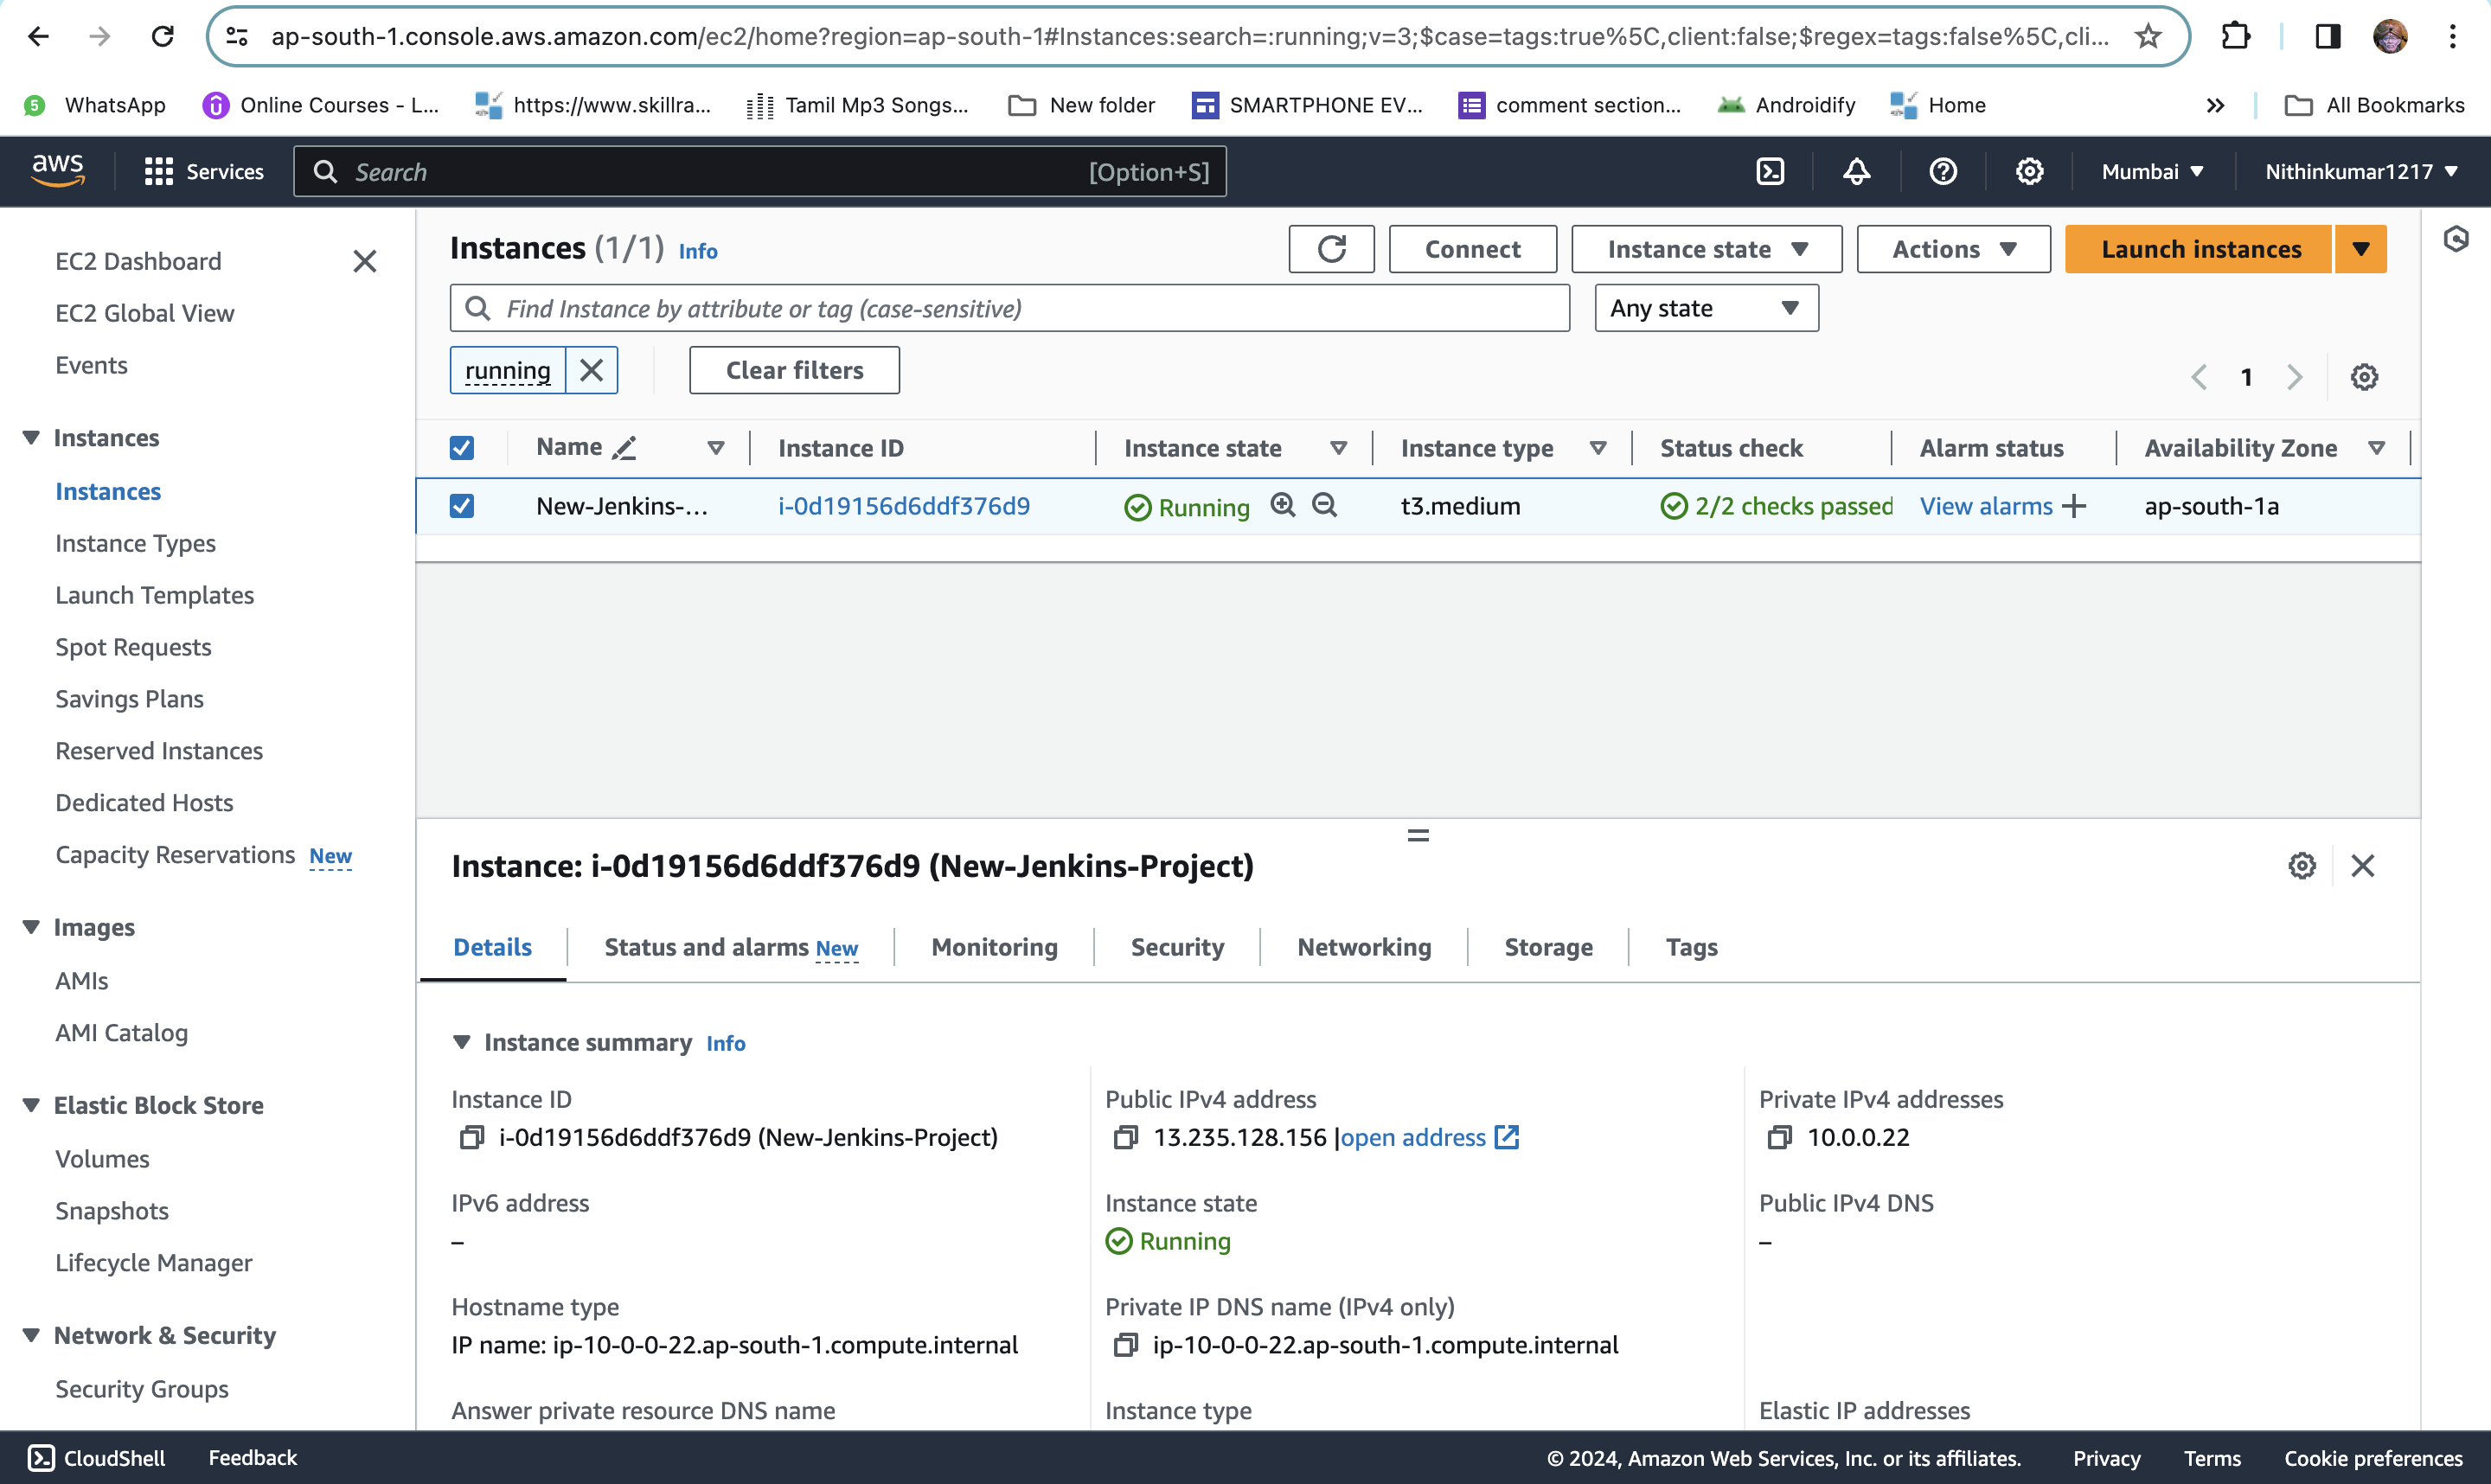 ap-south-1.console.aws.amazon.com/ec2/home?region=ap-south-1#Instances:search=:running;v=3;$case=tags:true%5C,client:false;$regex=tags:false%5C,cli...
5 WhatsApp Online Courses - L... https://www.skillra... Tamil Mp3 Songs... New folder SMARTPHONE EV... comment section... Androidify Home » All Bookmarks
aws Services Search [Option+S] Mumbai Nithinkumar1217
EC2 Dashboard
EC2 Global View
Events
Instances
Instances
Instance Types
Launch Templates
Spot Requests
Savings Plans
Reserved Instances
Dedicated Hosts
Capacity Reservations New
Images
AMIs
AMI Catalog
Elastic Block Store
Volumes
Snapshots
Lifecycle Manager
Network & Security
Security Groups
Instances (1/1) Info Connect Instance state Actions Launch instances
Find Instance by attribute or tag (case-sensitive) Any state
running Clear filters 1
Name Instance ID Instance state Instance type Status check Alarm status Availability Zone
New-Jenkins-... i-0d19156d6ddf376d9 Running t3.medium 2/2 checks passed View alarms ap-south-1a
Instance: i-0d19156d6ddf376d9 (New-Jenkins-Project)
Details Status and alarms New Monitoring Security Networking Storage Tags
Instance summary Info
Instance ID Public IPv4 address Private IPv4 addresses
i-0d19156d6ddf376d9 (New-Jenkins-Project) 13.235.128.156 |open address 10.0.0.22
IPv6 address Instance state Public IPv4 DNS
– Running –
Hostname type Private IP DNS name (IPv4 only)
IP name: ip-10-0-0-22.ap-south-1.compute.internal ip-10-0-0-22.ap-south-1.compute.internal
Answer private resource DNS name Instance type Elastic IP addresses
CloudShell Feedback © 2024, Amazon Web Services, Inc. or its affiliates. Privacy Terms Cookie preferences